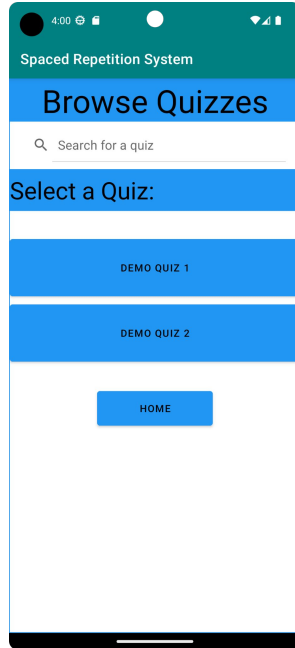 4:00
Spaced Repetition System
Browse Quizzes
Search for a quiz
Select a Quiz:
DEMO QUIZ 1
DEMO QUIZ 2
HOME